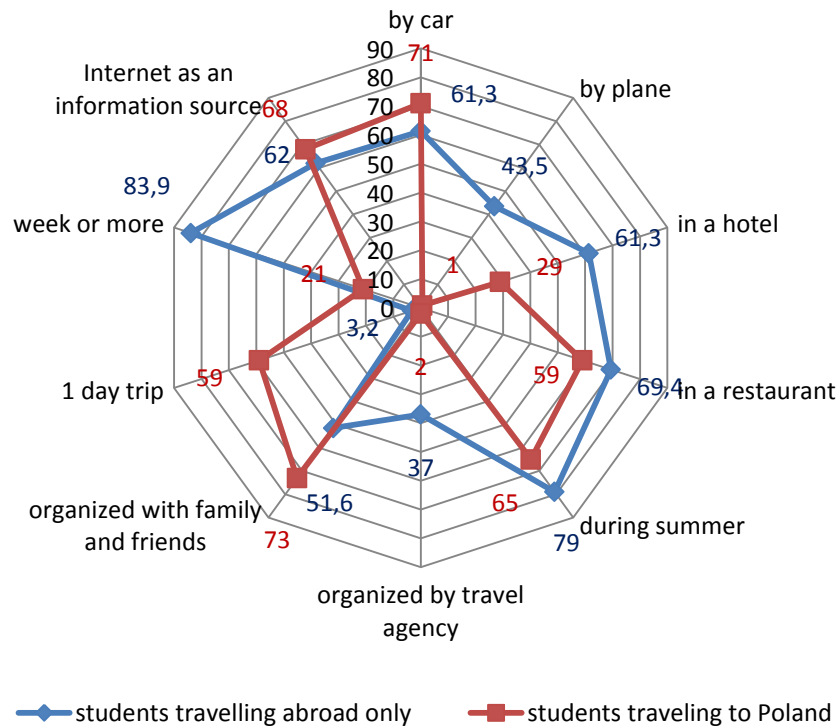 by car
90
71
80
70
60
50
40
30
20
10
0
61,3
by plane
43,5
in a hotel
61,3
1
29
in a restaurant
69,4
59
during summer
79
65
organized by travel
agency
37
2
organized with family
and friends
51,6
73
1 day trip
59
3,2
week or more
83,9
21
Internet as an
information source
68
62
students travelling abroad only
students traveling to Poland